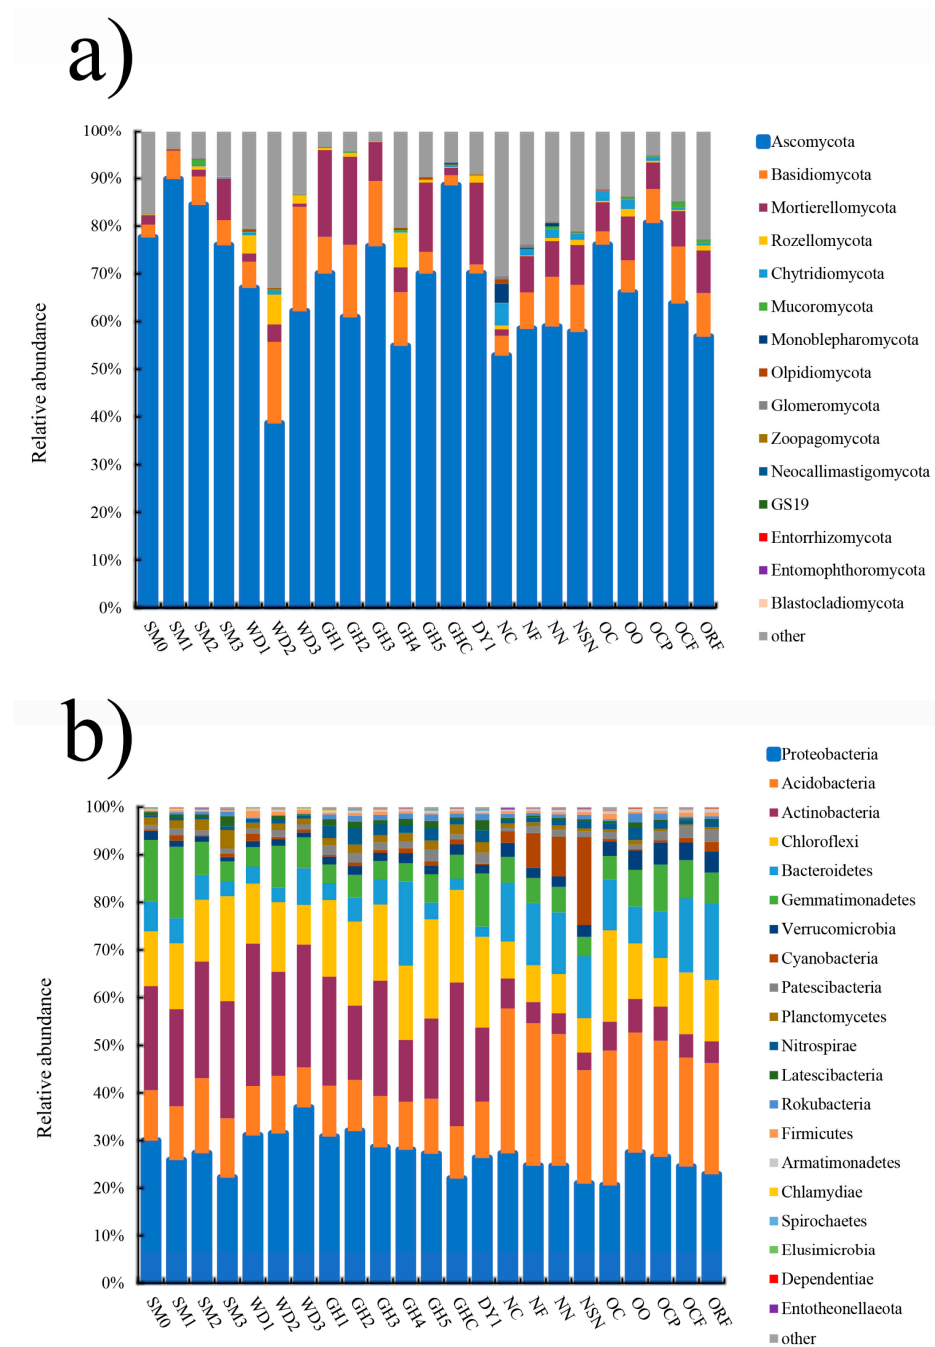 a)
100%
90%
80%
70%
60%
50%
40%
30%
20%
10%
0%
Relative abundance
SM0 SM1 SM2 SM3 WD1 WD2 WD3 GH1 GH2 GH3 GH4 GH5 GHC DY1 NC NF NN NSN OC OO OCP OCF ORF
Ascomycota
Basidiomycota
Mortierellomycota
Rozellomycota
Chytridiomycota
Mucoromycota
Monoblepharomycota
Olpidiomycota
Glomeromycota
Zoopagomycota
Neocallimastigomycota
GS19
Entorrhizomycota
Entomophthoromycota
Blastocladiomycota
other
b)
100%
90%
80%
70%
60%
50%
40%
30%
20%
10%
0%
Relative abundance
SM0 SM1 SM2 SM3 WD1 WD2 WD3 GH1 GH2 GH3 GH4 GH5 GHC DY1 NC NF NN NSN OC OO OCP OCF ORF
Proteobacteria
Acidobacteria
Actinobacteria
Chloroflexi
Bacteroidetes
Gemmatimonadetes
Verrucomicrobia
Cyanobacteria
Patescibacteria
Planctomycetes
Nitrospirae
Latescibacteria
Rokubacteria
Firmicutes
Armatimonadetes
Chlamydiae
Spirochaetes
Elusimicrobia
Dependentiae
Entotheonellaeota
other